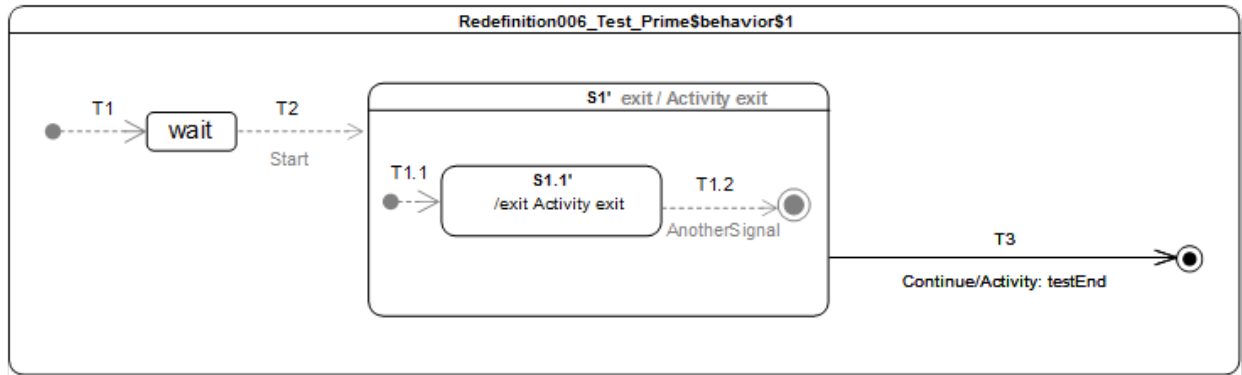 Redefinition006_Test_Prime$behavior$1
S1' exit / Activity exit
T1
T2
wait
Start
T1.1
S1.1'
/exit Activity exit
T1.2
AnotherSignal
T3
Continue/Activity: testEnd